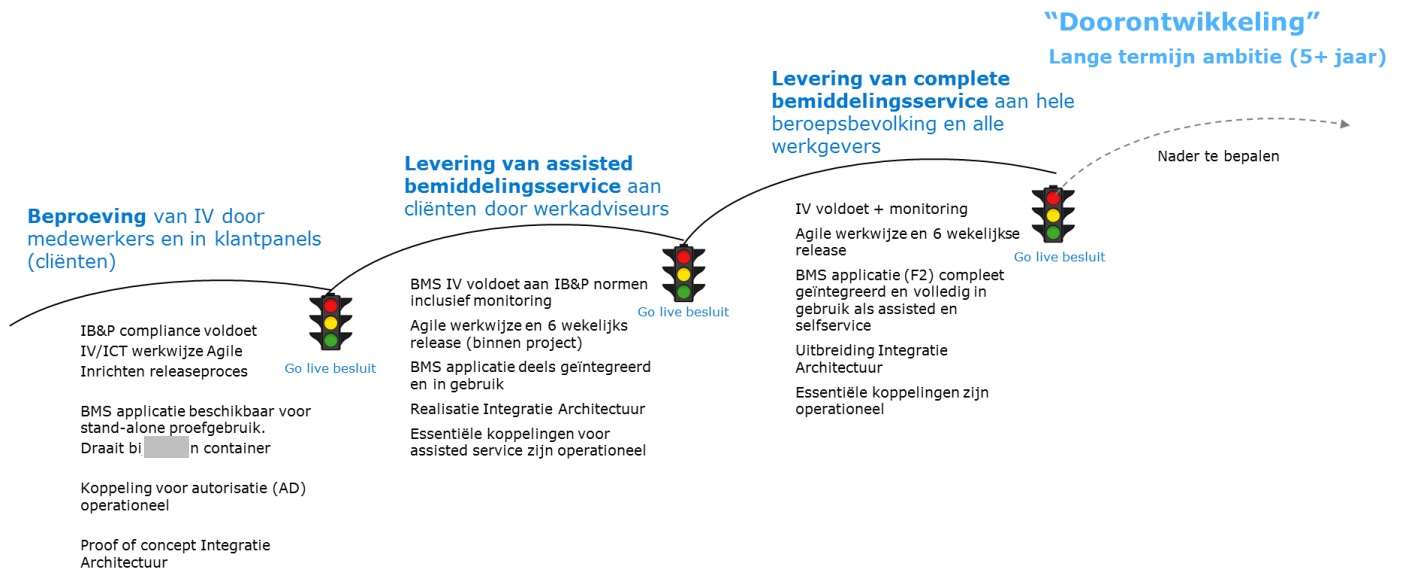 “Doorontwikkeling”
Lange termijn ambitie (5+ jaar)
Nader te bepalen
Levering van complete
bemiddelingsservice aan hele
beroepsbevolking en alle
werkgevers
IV voldoet + monitoring
Agile werkwijze en 6 wekelijkse
release
BMS applicatie (F2) compleet
geïntegreerd en volledig in
gebruik als assisted en
selfservice
Uitbreiding Integratie
Architectuur
Essentiële koppelingen zijn
operationeel
Go live besluit
Levering van assisted
bemiddelingsservice aan
cliënten door werkadviseurs
BMS IV voldoet aan IB&P normen
inclusief monitoring
Agile werkwijze en 6 wekelijks
release (binnen project)
BMS applicatie deels geïntegreerd
en in gebruik
Realisatie Integratie Architectuur
Essentiële koppelingen voor
assisted service zijn operationeel
Go live besluit
Beproeving van IV door
medewerkers en in klantpanels
(cliënten)
IB&P compliance voldoet
IV/ICT werkwijze Agile
Inrichten releaseproces
BMS applicatie beschikbaar voor
stand-alone proefgebruik.
Draait bi n container
Koppeling voor autorisatie (AD)
operationeel
Proof of concept Integratie
Architectuur
Go live besluit